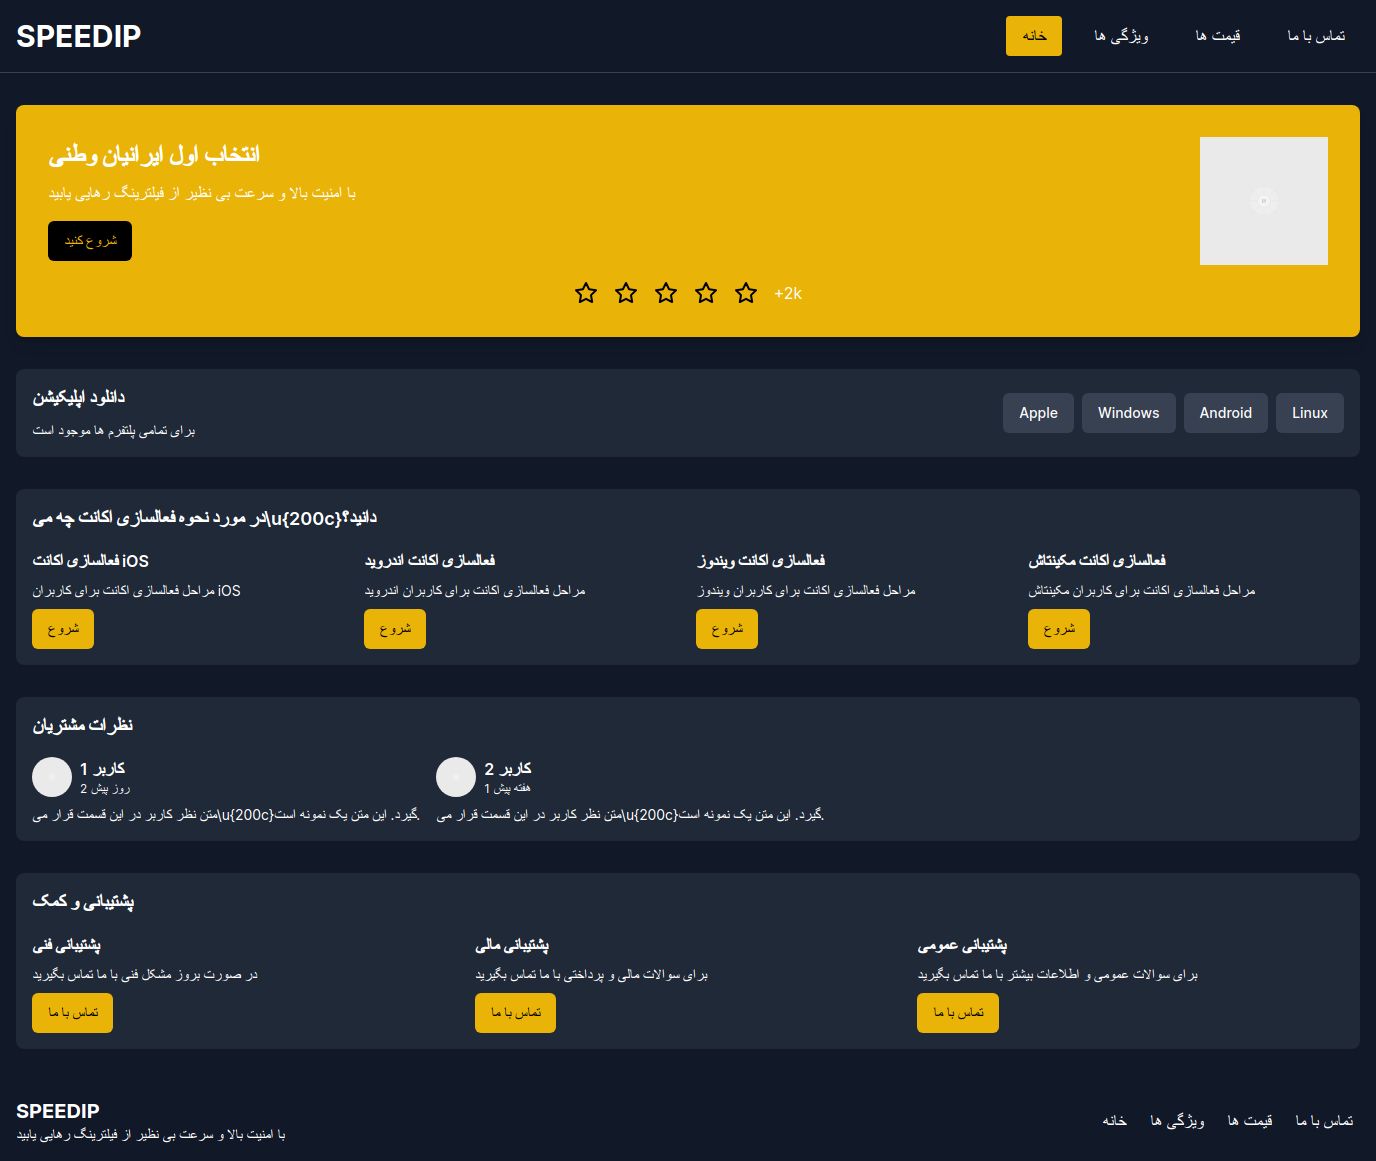 SPEEDIP
خانه
ویژگی ها
قیمت ها
تماس با ما
انتخاب اول ایرانیان وطنی
با امنیت بالا و سرعت بی نظیر از فیلترینگ رهایی یابید
شروع کنید
+2k
دانلود اپلیکیشن
برای تمامی پلتفرم ها موجود است
Apple
Windows
Android
Linux
در مورد نحوه فعالسازی اکانت چه می\u{200c}دانید؟
فعالسازی اکانت iOS
مراحل فعالسازی اکانت برای کاربران iOS
شروع
فعالسازی اکانت اندروید
مراحل فعالسازی اکانت برای کاربران اندروید
شروع
فعالسازی اکانت ویندوز
مراحل فعالسازی اکانت برای کاربران ویندوز
شروع
فعالسازی اکانت مکینتاش
مراحل فعالسازی اکانت برای کاربران مکینتاش
شروع
نظرات مشتریان
کاربر 1
2 روز پیش
متن نظر کاربر در این قسمت قرار می\u{200c}گیرد. این متن یک نمونه است.
کاربر 2
1 هفته پیش
متن نظر کاربر در این قسمت قرار می\u{200c}گیرد. این متن یک نمونه است.
پشتیبانی و کمک
پشتیبانی فنی
در صورت بروز مشکل فنی با ما تماس بگیرید
تماس با ما
پشتیبانی مالی
برای سوالات مالی و پرداختی با ما تماس بگیرید
تماس با ما
پشتیبانی عمومی
برای سوالات عمومی و اطلاعات بیشتر با ما تماس بگیرید
تماس با ما
SPEEDIP
با امنیت بالا و سرعت بی نظیر از فیلترینگ رهایی یابید
خانه
ویژگی ها
قیمت ها
تماس با ما